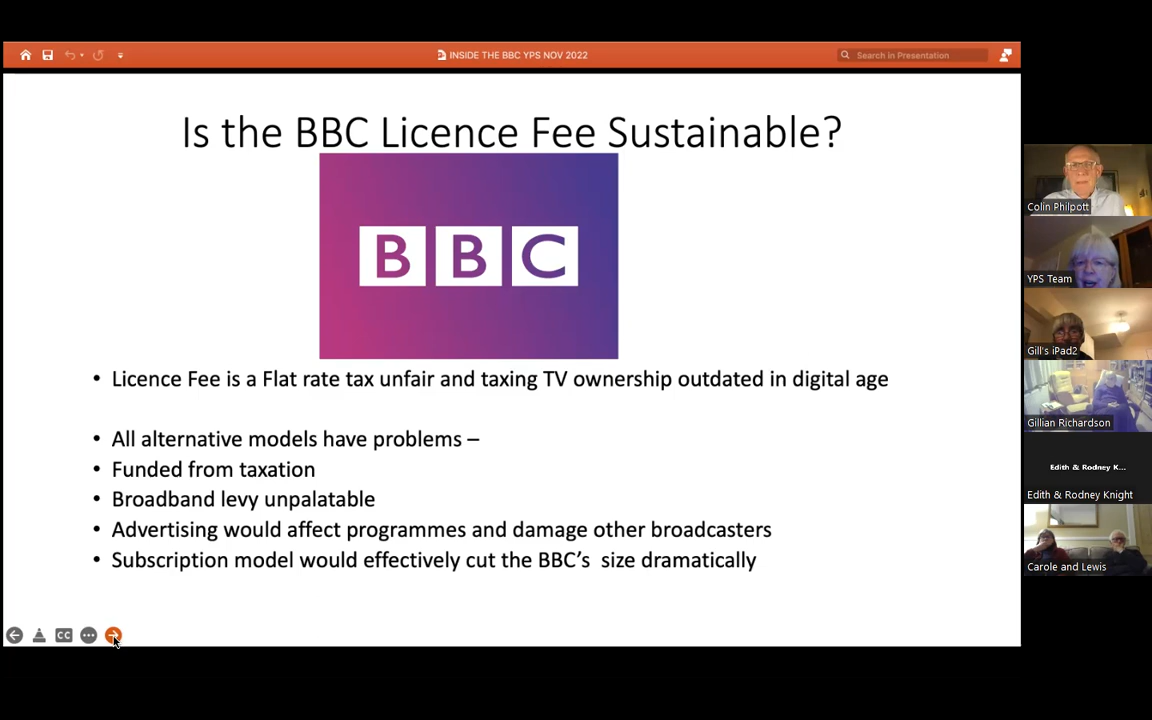 INSIDE THE BBC YPS NOV 2022
Search in Presentation
Is the BBC Licence Fee Sustainable?
BBC
• Licence Fee is a Flat rate tax unfair and taxing TV ownership outdated in digital age
• All alternative models have problems –
• Funded from taxation
• Broadband levy unpalatable
• Advertising would affect programmes and damage other broadcasters
• Subscription model would effectively cut the BBC’s  size dramatically
CC
Colin Philpott
YPS Team
Gill's iPad2
Gillian Richardson
Edith & Rodney K...
Edith & Rodney Knight
Carole and Lewis